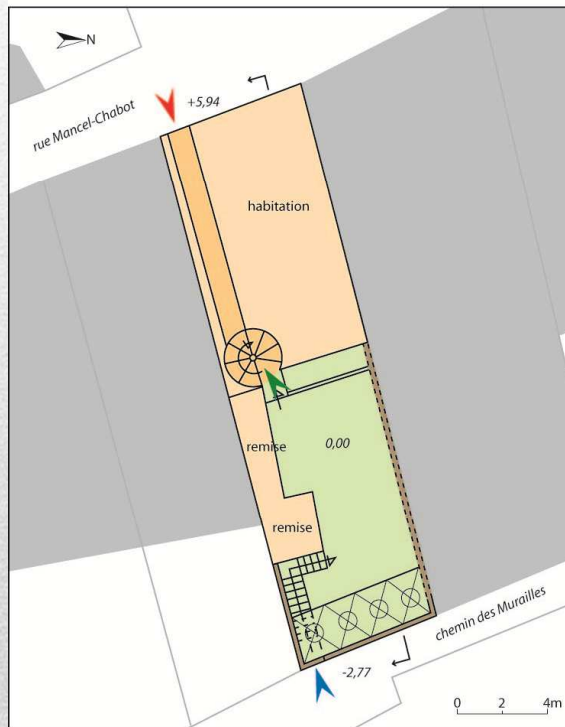 N
rue Mancel-Chabot
+5,94
habitation
remise
0,00
remise
chemin des Murailles
-2,77
0 2 4m